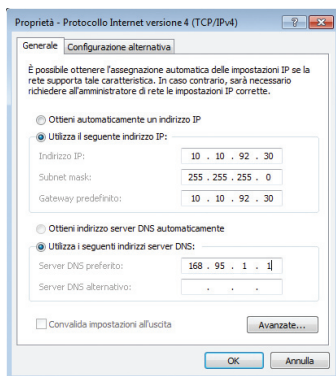 Proprietà - Protocollo Internet versione 4 (TCP/IPv4)
Generale Configurazione alternativa
È possibile ottenere l'assegnazione automatica delle impostazioni IP se la
rete supporta tale caratteristica. In caso contrario, sarà necessario
richiedere all'amministratore di rete le impostazioni IP corrette.
Ottieni automaticamente un indirizzo IP
Utilizza il seguente indirizzo IP:
Indirizzo IP: 10 . 10 . 92 . 30
Subnet mask: 255 . 255 . 255 . 0
Gateway predefinito: 10 . 10 . 92 . 30
Ottieni indirizzo server DNS automaticamente
Utilizza i seguenti indirizzi server DNS:
Server DNS preferito: 168 . 95 . 1 . 1
Server DNS alternativo: . . .
Convalida impostazioni all'uscita Avanzate...
OK Annulla